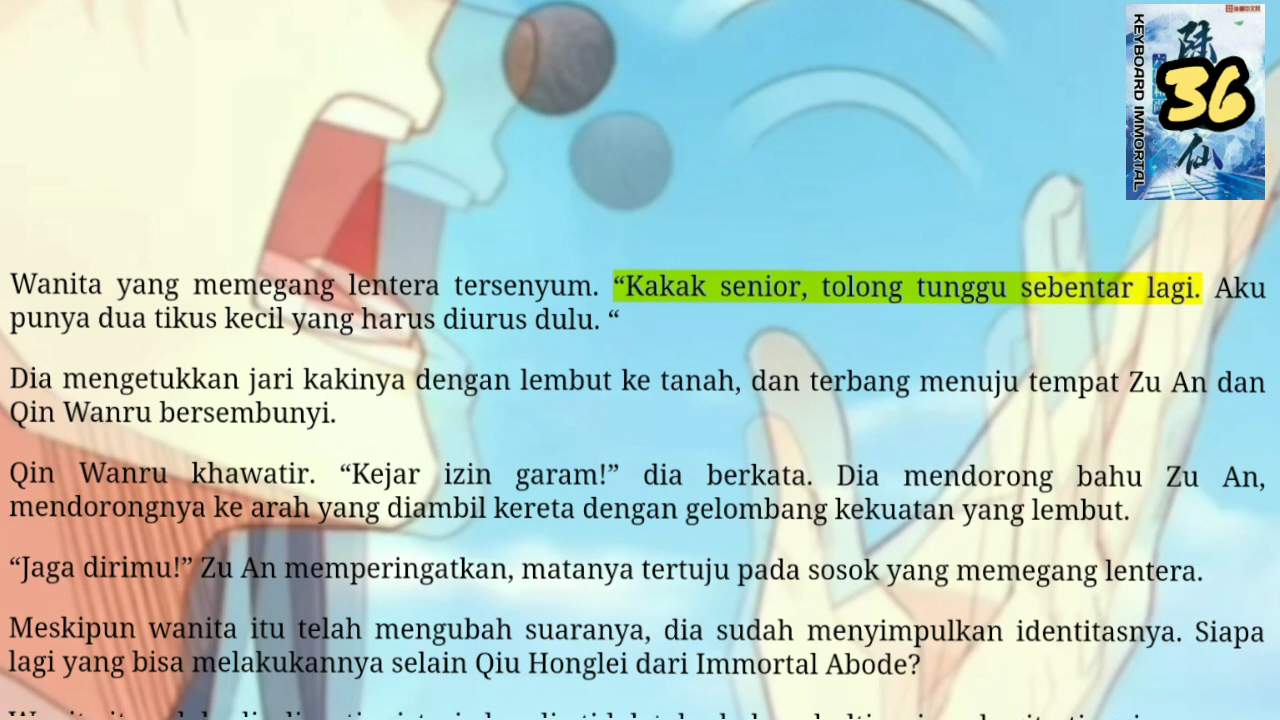 KEYBOARD IMMORTAL
陸
36
仙
Wanita yang memegang lentera tersenyum. “Kakak senior, tolong tunggu sebentar lagi. Aku
punya dua tikus kecil yang harus diurus dulu. “
Dia mengetukkan jari kakinya dengan lembut ke tanah, dan terbang menuju tempat Zu An dan
Qin Wanru bersembunyi.
Qin Wanru khawatir. “Kejar izin garam!” dia berkata. Dia mendorong bahu Zu An,
mendorongnya ke arah yang diambil kereta dengan gelombang kekuatan yang lembut.
“Jaga dirimu!” Zu An memperingatkan, matanya tertuju pada sosok yang memegang lentera.
Meskipun wanita itu telah mengubah suaranya, dia sudah menyimpulkan identitasnya. Siapa
lagi yang bisa melakukannya selain Qiu Honglei dari Immortal Abode?